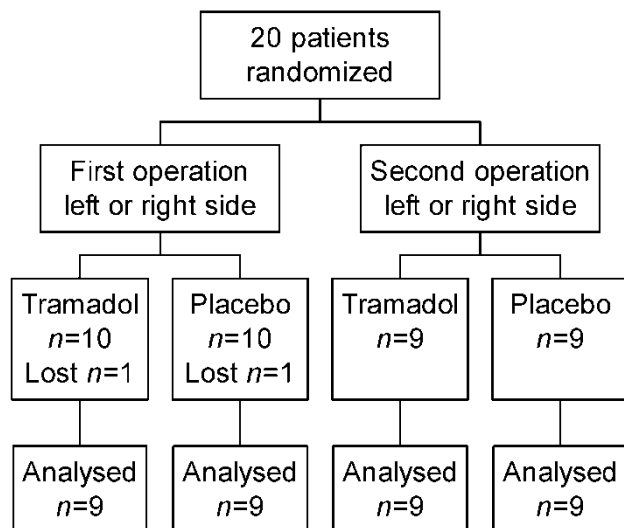 20 patients
randomized
First operation
left or right side
Second operation
left or right side
Tramadol
n=10
Lost n=1
Placebo
n=10
Lost n=1
Tramadol
n=9
Placebo
n=9
Analysed
n=9
Analysed
n=9
Analysed
n=9
Analysed
n=9